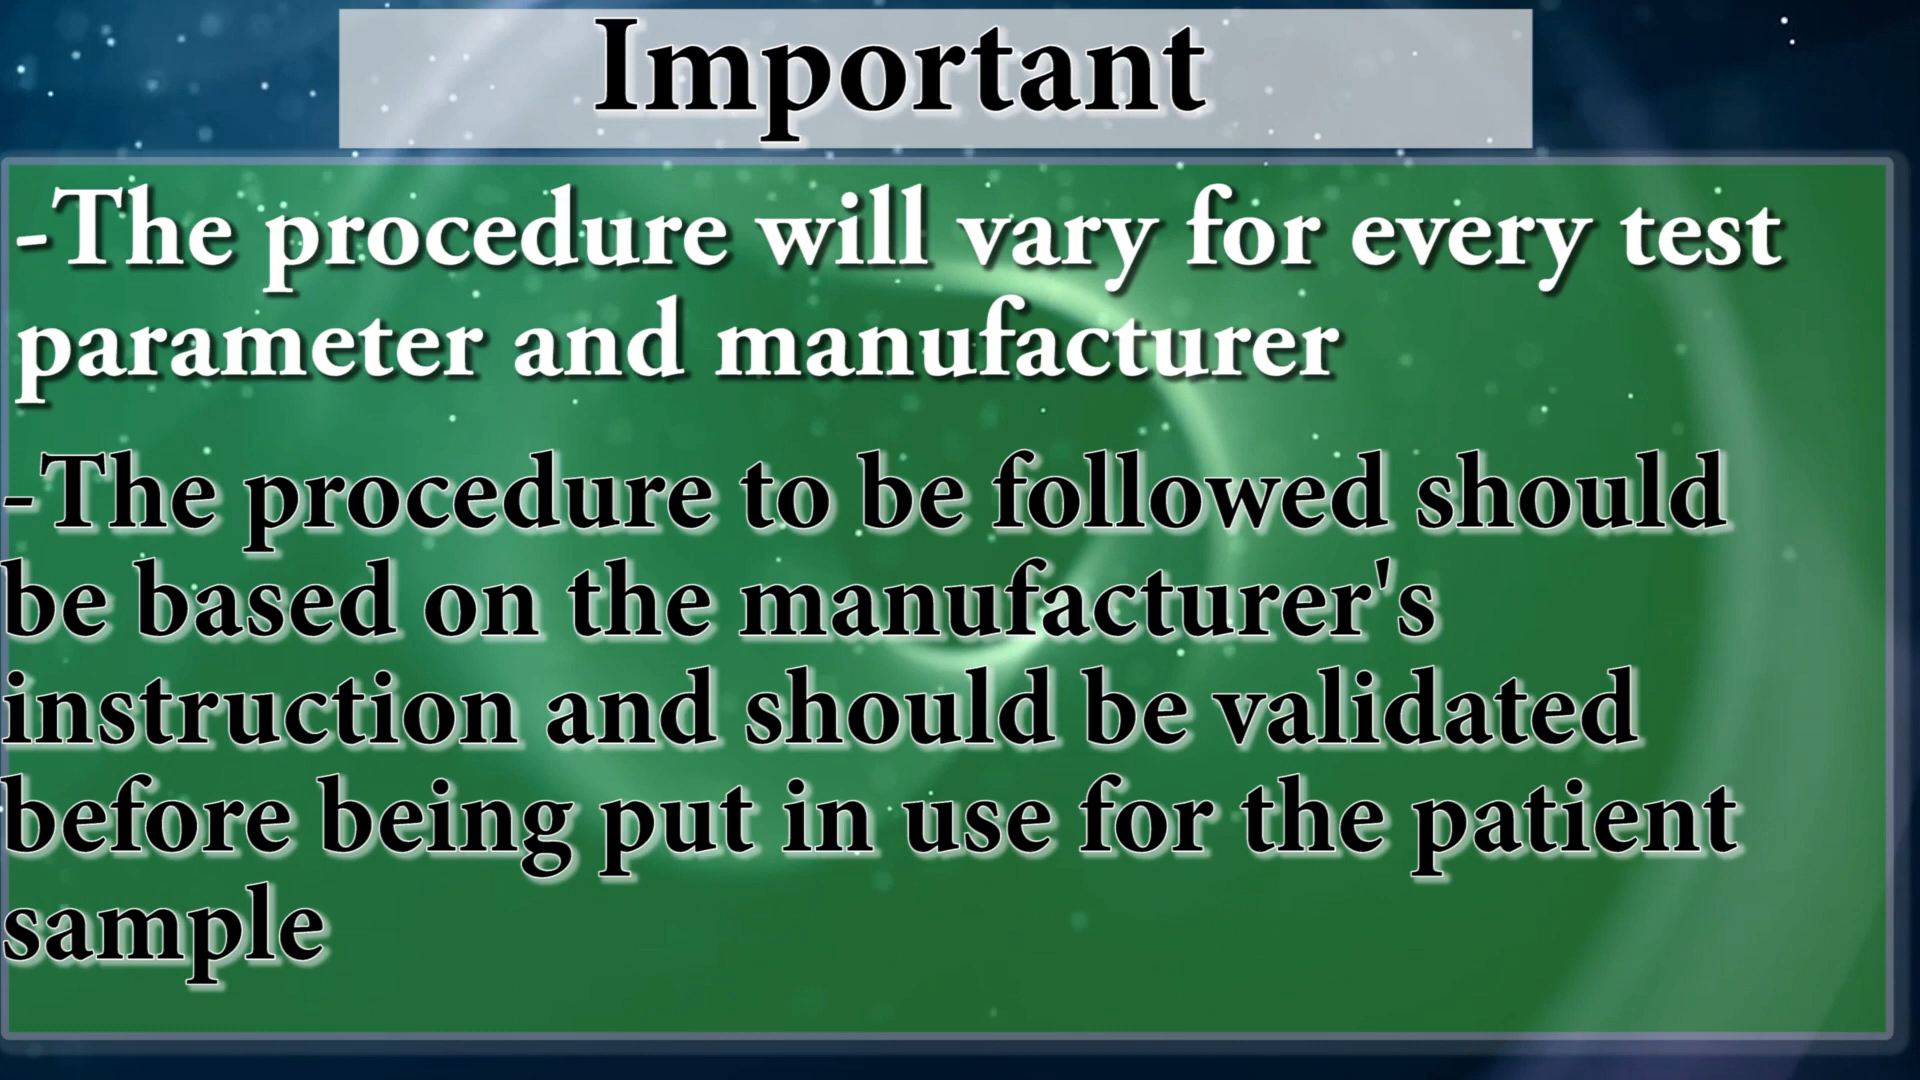 Important
-The procedure will vary for every test
parameter and manufacturer
-The procedure to be followed should
be based on the manufacturer's
instruction and should be validated
before being put in use for the patient
sample